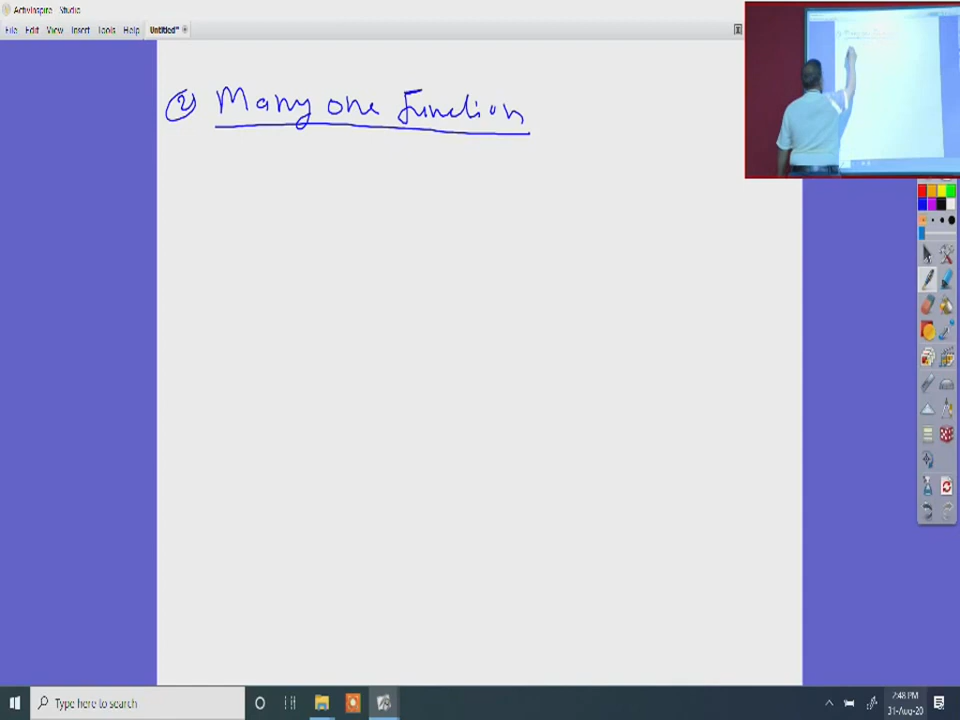 ActivInspire - Studio
File Edit View Insert Tools Help Untitled*
② Many one Function
Type here to search
7:48 PM
31-Aug-20